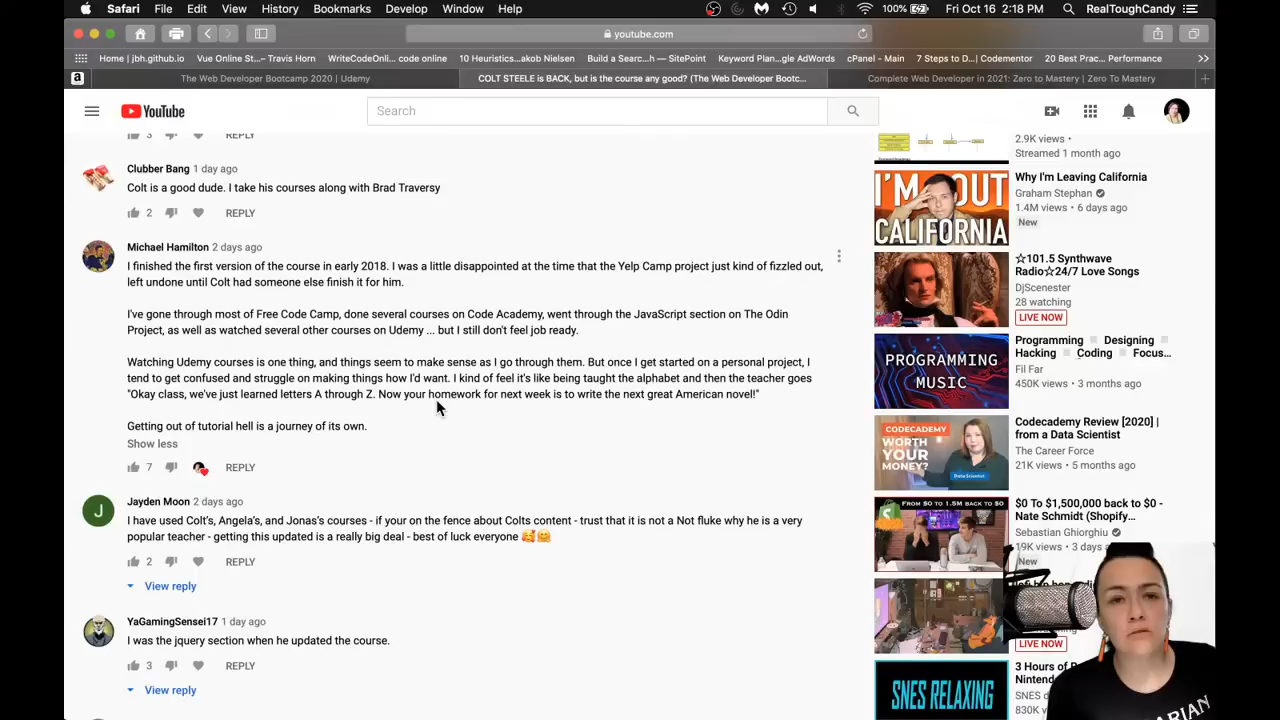 Safari File Edit View History Bookmarks Develop Window Help 100% Fri Oct 16 2:18 PM RealToughCandy
youtube.com
Home | jbh.github.io Vue Online St...– Travis Horn WriteCodeOnli... code online 10 Heuristics...akob Nielsen Build a Search...h — SitePoint Keyword Plan...gle AdWords cPanel - Main 7 Steps to D...| Codementor 20 Best Prac... Performance
The Web Developer Bootcamp 2020 | Udemy COLT STEELE is BACK, but is the course any good? (The Web Developer Bootc... Complete Web Developer in 2021: Zero to Mastery | Zero To Mastery
YouTube
Search
3 REPLY
Clubber Bang 1 day ago
Colt is a good dude. I take his courses along with Brad Traversy
2 REPLY
Michael Hamilton 2 days ago
I finished the first version of the course in early 2018. I was a little disappointed at the time that the Yelp Camp project just kind of fizzled out,
left undone until Colt had someone else finish it for him.
I've gone through most of Free Code Camp, done several courses on Code Academy, went through the JavaScript section on The Odin
Project, as well as watched several other courses on Udemy ... but I still don't feel job ready.
Watching Udemy courses is one thing, and things seem to make sense as I go through them. But once I get started on a personal project, I
tend to get confused and struggle on making things how I'd want. I kind of feel it's like being taught the alphabet and then the teacher goes
"Okay class, we've just learned letters A through Z. Now your homework for next week is to write the next great American novel!"
Getting out of tutorial hell is a journey of its own.
Show less
7 REPLY
J
Jayden Moon 2 days ago
I have used Colt's, Angela's, and Jonas's courses - if your on the fence about Colts content - trust that it is not a Not fluke why he is a very
popular teacher - getting this updated is a really big deal - best of luck everyone 🥰🤗
2 REPLY
View reply
YaGamingSensei17 1 day ago
I was the jquery section when he updated the course.
3 REPLY
View reply
2.9K views •
Streamed 1 month ago
I'M OUT
CALIFORNIA
Why I'm Leaving California
Graham Stephan
1.4M views • 6 days ago
New
☆101.5 Synthwave
Radio☆24/7 Love Songs
DjScenester
28 watching
LIVE NOW
PROGRAMMING
MUSIC
Programming Designing
Hacking Coding Focus...
Fil Far
450K views • 3 months ago
CODECADEMY
WORTH
YOUR
MONEY?
Data Scientist
Codecademy Review [2020] |
from a Data Scientist
The Career Force
21K views • 5 months ago
FROM $0 TO 1.5M BACK TO $0
$0 To $1,500,000 back to $0 -
Nate Schmidt (Shopify...
Sebastian Ghiorghiu
19K views • 3 days
New
LIVE NOW
SNES RELAXING
3 Hours of
Nintend
SNES
830K